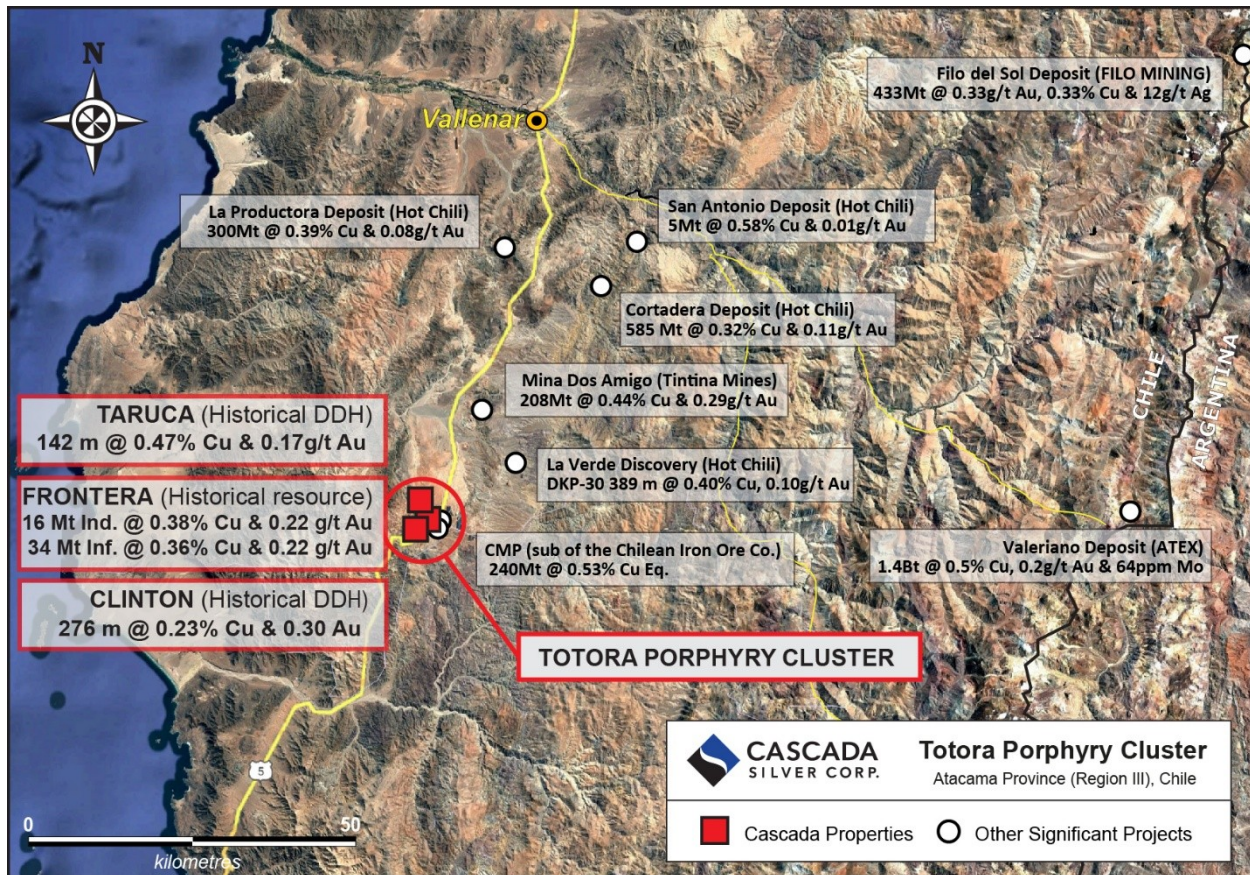 N
Vallenar
Filo del Sol Deposit (FILO MINING)
433Mt @ 0.33g/t Au, 0.33% Cu & 12g/t Ag
La Productora Deposit (Hot Chili)
300Mt @ 0.39% Cu & 0.08g/t Au
San Antonio Deposit (Hot Chili)
5Mt @ 0.58% Cu & 0.01g/t Au
Cortadera Deposit (Hot Chili)
585 Mt @ 0.32% Cu & 0.11g/t Au
CHILE
ARGENTINA
Mina Dos Amigo (Tintina Mines)
208Mt @ 0.44% Cu & 0.29g/t Au
TARUCA (Historical DDH)
142 m @ 0.47% Cu & 0.17g/t Au
La Verde Discovery (Hot Chili)
DKP-30 389 m @ 0.40% Cu, 0.10g/t Au
FRONTERA (Historical resource)
16 Mt Ind. @ 0.38% Cu & 0.22 g/t Au
34 Mt Inf. @ 0.36% Cu & 0.22 g/t Au
CMP (sub of the Chilean Iron Ore Co.)
240Mt @ 0.53% Cu Eq.
Valeriano Deposit (ATEX)
1.4Bt @ 0.5% Cu, 0.2g/t Au & 64ppm Mo
CLINTON (Historical DDH)
276 m @ 0.23% Cu & 0.30 Au
TOTORA PORPHYRY CLUSTER
5
0
50
kilometres
CASCADA
SILVER CORP.
Totora Porphyry Cluster
Atacama Province (Region III), Chile
Cascada Properties
Other Significant Projects